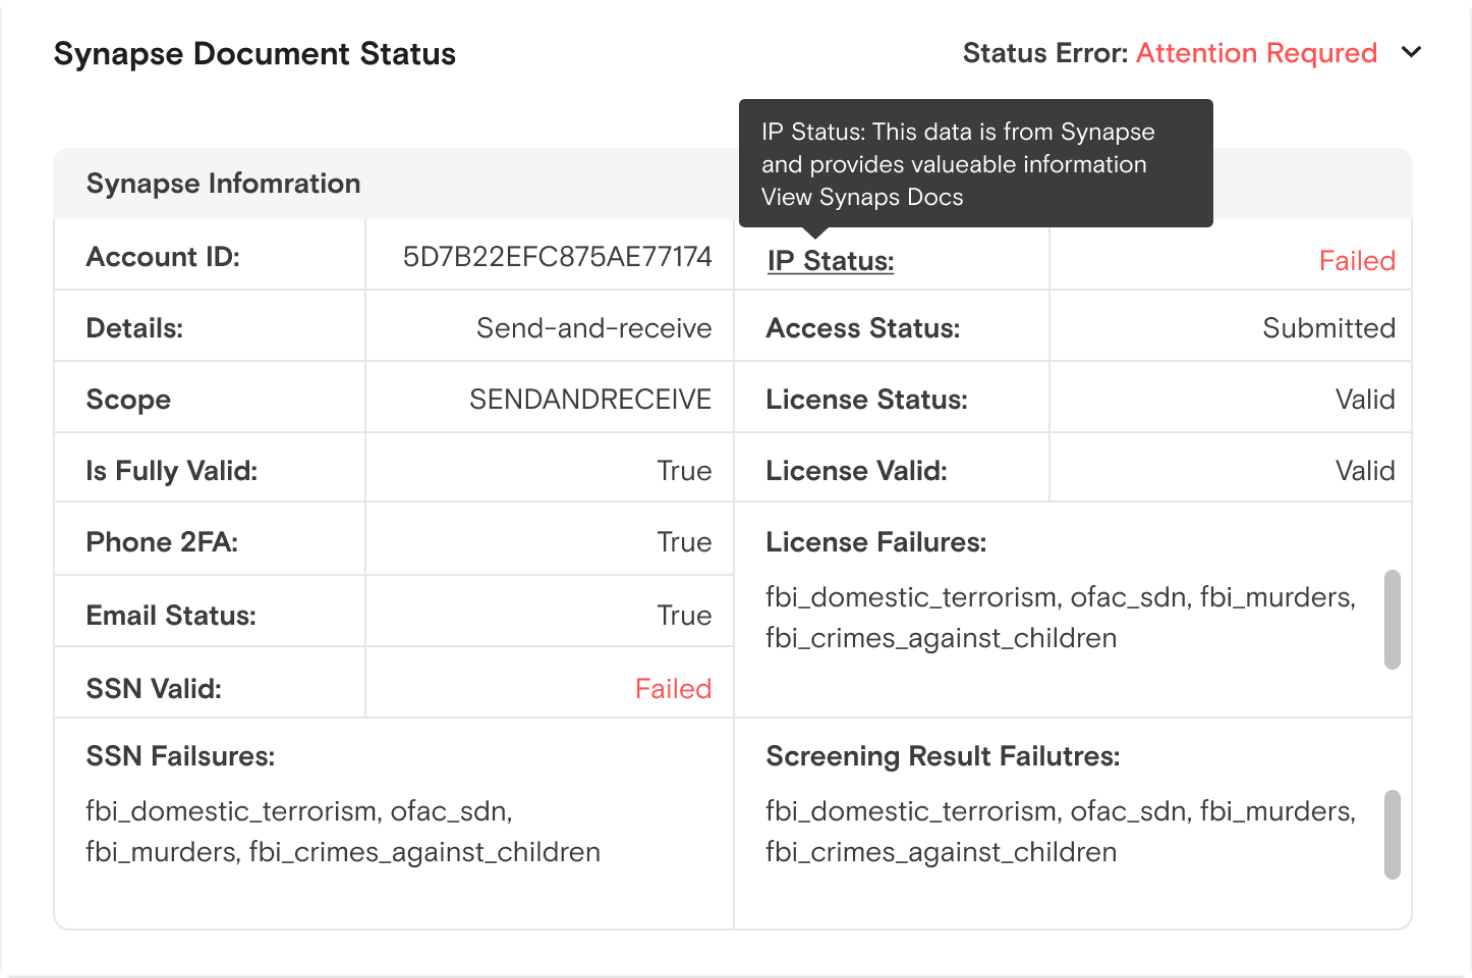 Synapse Document Status
Status Error: Attention Requred
IP Status: This data is from Synapse
and provides valueable information
View Synaps Docs
Synapse Infomration
Account ID: 5D7B22EFC875AE77174
IP Status: Failed
Details: Send-and-receive
Access Status: Submitted
Scope SENDANDRECEIVE
License Status: Valid
Is Fully Valid: True
License Valid: Valid
Phone 2FA: True
Email Status: True
SSN Valid: Failed
License Failures:
fbi_domestic_terrorism, ofac_sdn, fbi_murders,
fbi_crimes_against_children
SSN Failsures:
fbi_domestic_terrorism, ofac_sdn,
fbi_murders, fbi_crimes_against_children
Screening Result Failutres:
fbi_domestic_terrorism, ofac_sdn, fbi_murders,
fbi_crimes_against_children